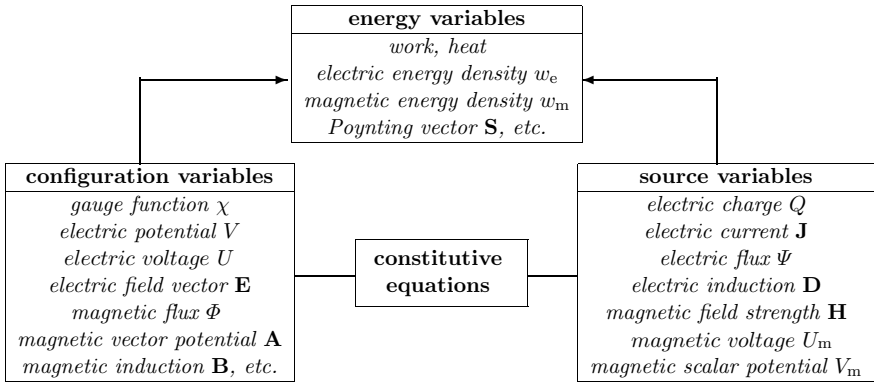 energy variables
work, heat
electric energy density wₑ
magnetic energy density wₘ
Poynting vector S, etc.
configuration variables
gauge function χ
electric potential V
electric voltage U
electric field vector E
magnetic flux Φ
magnetic vector potential A
magnetic induction B, etc.
constitutive
equations
source variables
electric charge Q
electric current J
electric flux Ψ
electric induction D
magnetic field strength H
magnetic voltage Uₘ
magnetic scalar potential Vₘ